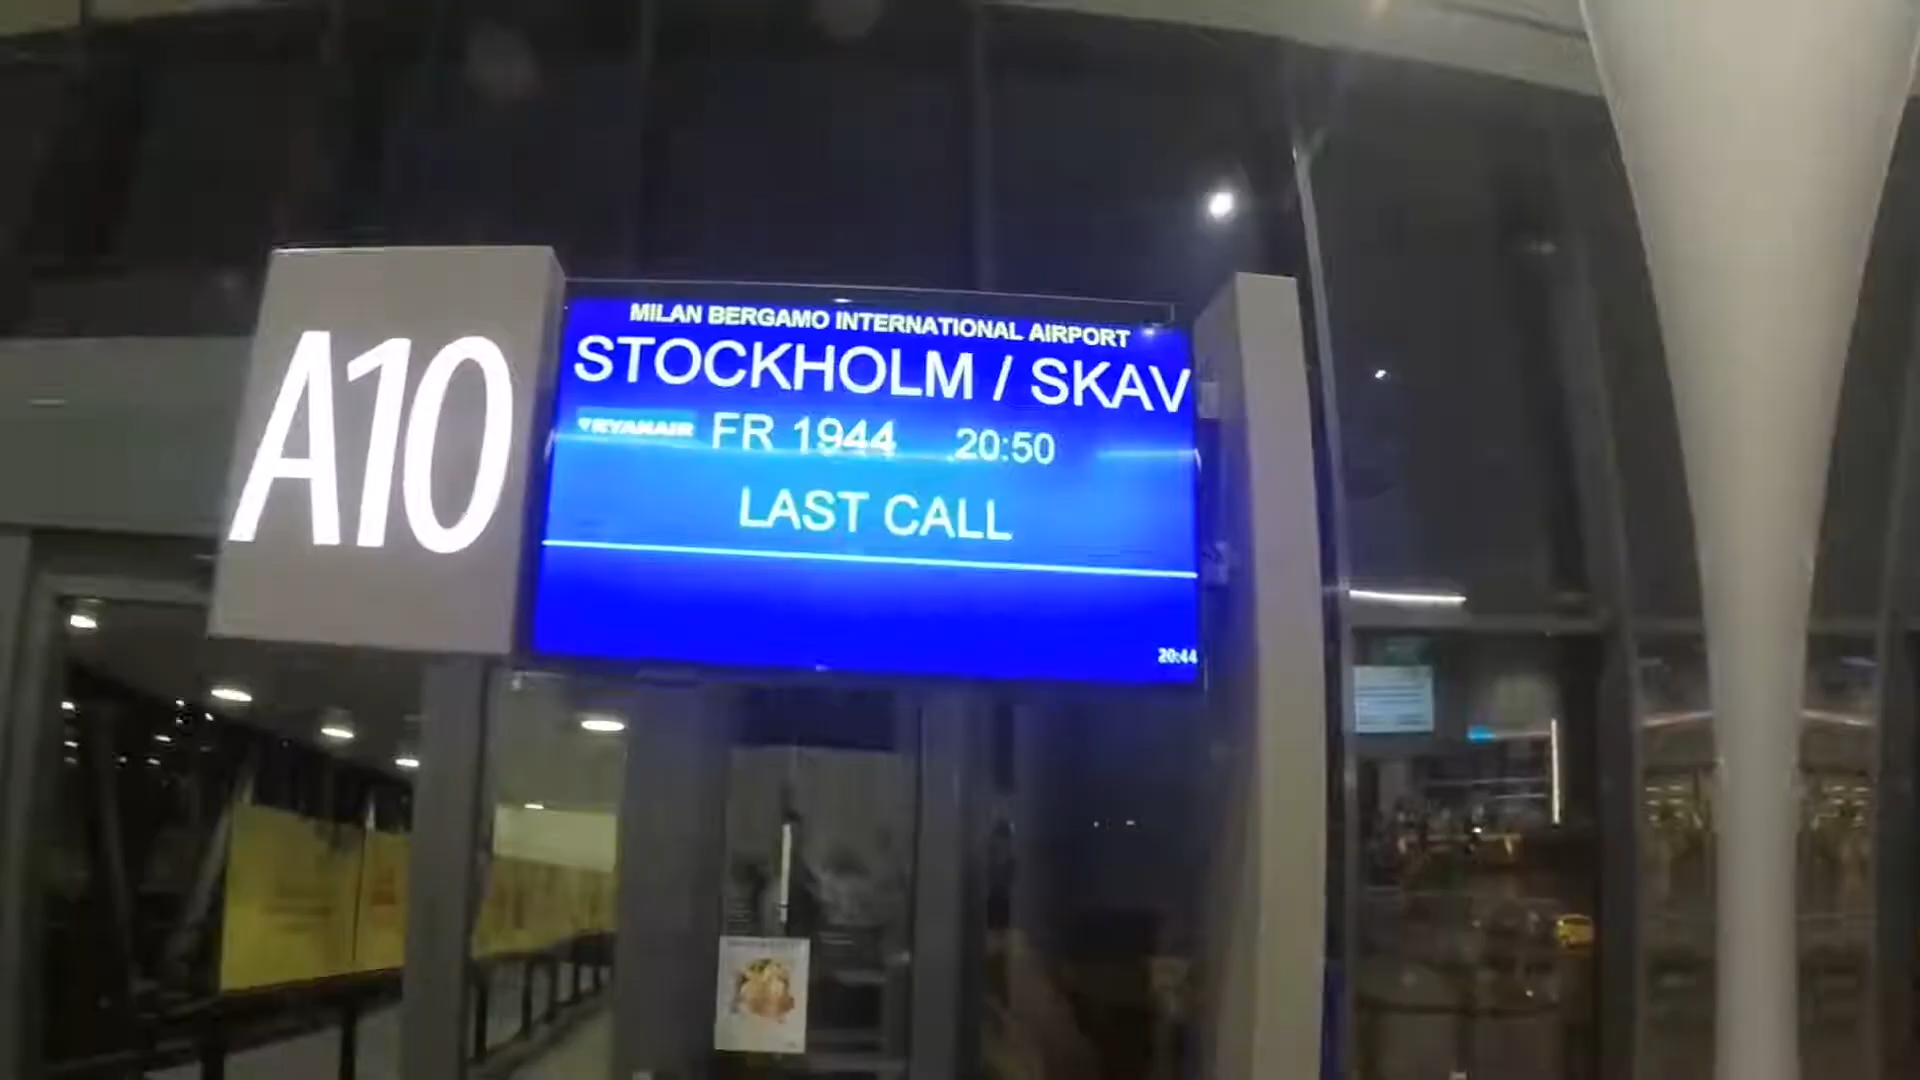 A10
MILAN BERGAMO INTERNATIONAL AIRPORT
STOCKHOLM / SKAV
RYANAIR FR 1944 20:50
LAST CALL
20:44